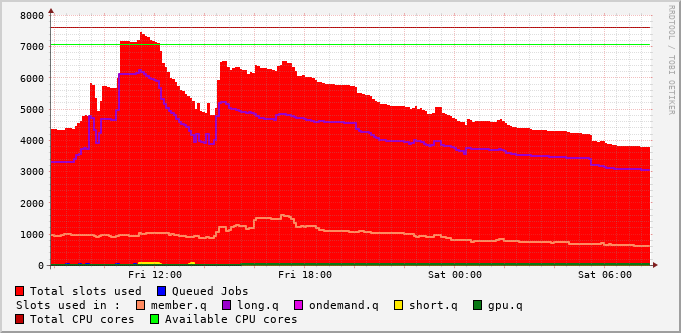 RRDTOOL / TOBI OETIKER
8000
7000
6000
5000
4000
3000
2000
1000
0
Fri 12:00 Fri 18:00 Sat 00:00 Sat 06:00
Total slots used Queued Jobs
Slots used in : member.q long.q ondemand.q short.q gpu.q
Total CPU cores Available CPU cores